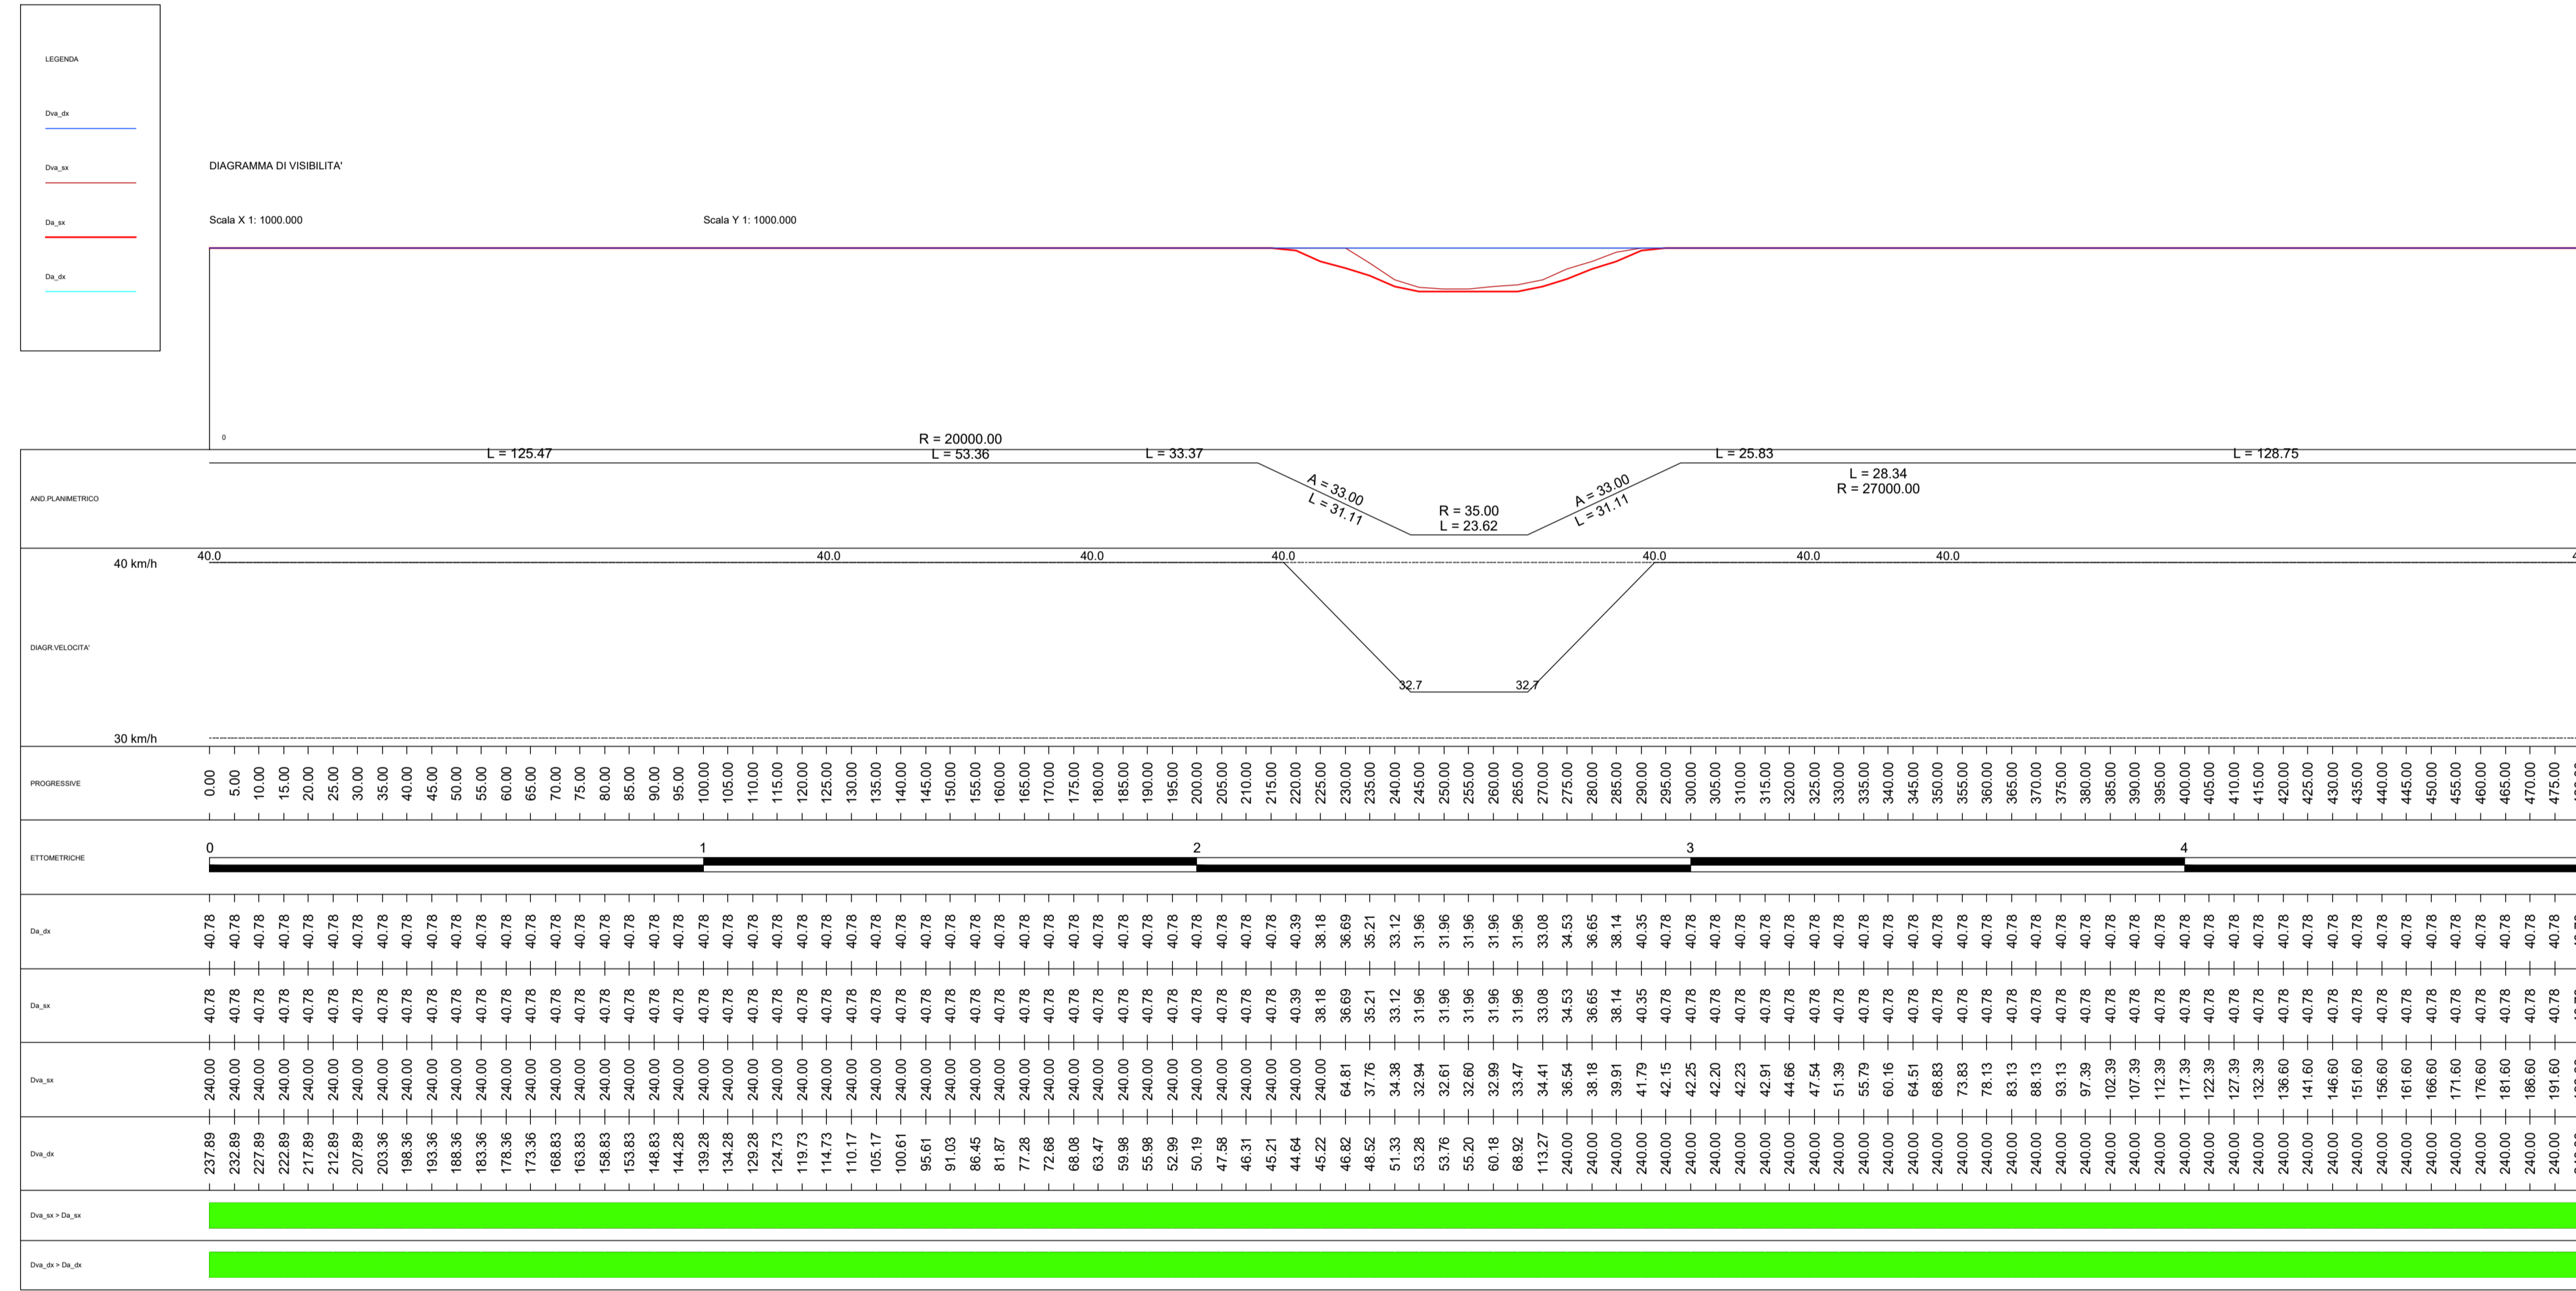 LEGENDA
Dva_dx
Dva_sx
Da_sx
Da_dx
DIAGRAMMA DI VISIBILITA'
Scala X 1: 1000.000 Scala Y 1: 1000.000
0
R = 20000.00
L = 125.47 L = 53.36 L = 33.37 L = 25.83 L = 128.75
AND.PLANIMETRICO
A = 33.00
L = 31.11
R = 35.00
L = 23.62
A = 33.00
L = 31.11
L = 28.34
R = 27000.00
40.0 40.0 40.0 40.0 40.0 40.0 40.0
40 km/h
DIAGR.VELOCITA'
32.7 32.7
30 km/h
PROGRESSIVE
0.00 5.00 10.00 15.00 20.00 25.00 30.00 35.00 40.00 45.00 50.00 55.00 60.00 65.00 70.00 75.00 80.00 85.00 90.00 95.00 100.00 105.00 110.00 115.00 120.00 125.00 130.00 135.00 140.00 145.00 150.00 155.00 160.00 165.00 170.00 175.00 180.00 185.00 190.00 195.00 200.00 205.00 210.00 215.00 220.00 225.00 230.00 235.00 240.00 245.00 250.00 255.00 260.00 265.00 270.00 275.00 280.00 285.00 290.00 295.00 300.00 305.00 310.00 315.00 320.00 325.00 330.00 335.00 340.00 345.00 350.00 355.00 360.00 365.00 370.00 375.00 380.00 385.00 390.00 395.00 400.00 405.00 410.00 415.00 420.00 425.00 430.00 435.00 440.00 445.00 450.00 455.00 460.00 465.00 470.00 475.00
ETTOMETRICHE
0 1 2 3 4
Da_dx
40.78 40.78 40.78 40.78 40.78 40.78 40.78 40.78 40.78 40.78 40.78 40.78 40.78 40.78 40.78 40.78 40.78 40.78 40.78 40.78 40.78 40.78 40.78 40.78 40.78 40.78 40.78 40.78 40.78 40.78 40.78 40.78 40.78 40.78 40.78 40.78 40.78 40.78 40.78 40.78 40.78 40.78 40.78 40.78 40.39 38.18 36.69 35.21 33.12 31.96 31.96 31.96 31.96 31.96 33.08 34.53 36.65 38.14 40.35 40.78 40.78 40.78 40.78 40.78 40.78 40.78 40.78 40.78 40.78 40.78 40.78 40.78 40.78 40.78 40.78 40.78 40.78 40.78 40.78 40.78 40.78 40.78 40.78 40.78 40.78 40.78 40.78 40.78 40.78 40.78 40.78 40.78 40.78 40.78 40.78 40.78
Da_sx
40.78 40.78 40.78 40.78 40.78 40.78 40.78 40.78 40.78 40.78 40.78 40.78 40.78 40.78 40.78 40.78 40.78 40.78 40.78 40.78 40.78 40.78 40.78 40.78 40.78 40.78 40.78 40.78 40.78 40.78 40.78 40.78 40.78 40.78 40.78 40.78 40.78 40.78 40.78 40.78 40.78 40.78 40.78 40.78 40.39 38.18 36.69 35.21 33.12 31.96 31.96 31.96 31.96 31.96 33.08 34.53 36.65 38.14 40.35 40.78 40.78 40.78 40.78 40.78 40.78 40.78 40.78 40.78 40.78 40.78 40.78 40.78 40.78 40.78 40.78 40.78 40.78 40.78 40.78 40.78 40.78 40.78 40.78 40.78 40.78 40.78 40.78 40.78 40.78 40.78 40.78 40.78 40.78 40.78 40.78 40.78
Dva_sx
240.00 240.00 240.00 240.00 240.00 240.00 240.00 240.00 240.00 240.00 240.00 240.00 240.00 240.00 240.00 240.00 240.00 240.00 240.00 240.00 240.00 240.00 240.00 240.00 240.00 240.00 240.00 240.00 240.00 240.00 240.00 240.00 240.00 240.00 240.00 240.00 240.00 240.00 240.00 240.00 240.00 240.00 240.00 240.00 240.00 240.00 64.81 37.76 34.38 32.94 32.61 32.60 32.99 33.47 34.41 36.54 38.18 39.91 41.79 42.15 42.25 42.20 42.23 42.91 44.66 47.54 51.39 55.79 60.16 64.51 68.83 73.83 78.13 83.13 88.13 93.13 97.39 102.39 107.39 112.39 117.39 122.39 127.39 132.39 136.60 141.60 146.60 151.60 156.60 161.60 166.60 171.60 176.60 181.60 186.60 191.60
Dva_dx
237.89 232.89 227.89 222.89 217.89 212.89 207.89 203.36 198.36 193.36 188.36 183.36 178.36 173.36 168.83 163.83 158.83 153.83 148.83 144.28 139.28 134.28 129.28 124.73 119.73 114.73 110.17 105.17 100.61 95.61 91.03 86.45 81.87 77.28 72.68 68.08 63.47 59.98 55.98 52.99 50.19 47.58 46.31 45.21 44.64 45.22 46.82 48.52 51.33 53.28 53.76 55.20 60.18 68.92 113.27 240.00 240.00 240.00 240.00 240.00 240.00 240.00 240.00 240.00 240.00 240.00 240.00 240.00 240.00 240.00 240.00 240.00 240.00 240.00 240.00 240.00 240.00 240.00 240.00 240.00 240.00 240.00 240.00 240.00 240.00 240.00 240.00 240.00 240.00 240.00 240.00 240.00 240.00 240.00 240.00 240.00
Dva_sx > Da_sx
Dva_dx > Da_dx